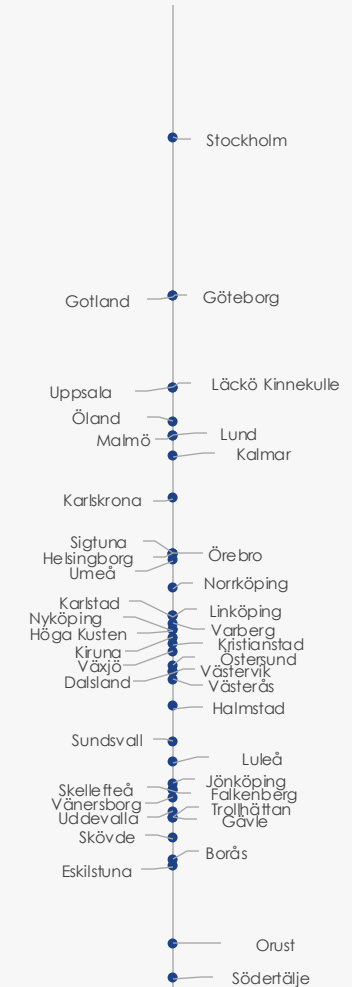 Stockholm
Gotland
Göteborg
Läckö Kinnekulle
Uppsala
Öland
Lund
Malmö
Kalmar
Karlskrona
Sigtuna
Örebro
Helsingborg
Umeå
Norrköping
Karlstad
Linköping
Nyköping
Varberg
Höga Kusten
Kristianstad
Kiruna
Östersund
Växjö
Västervik
Dalsland
Västerås
Halmstad
Sundsvall
Luleå
Jönköping
Skellefteå
Falkenberg
Vänersborg
Trollhättan
Uddevalla
Gävle
Skövde
Borås
Eskilstuna
Orust
Södertälje